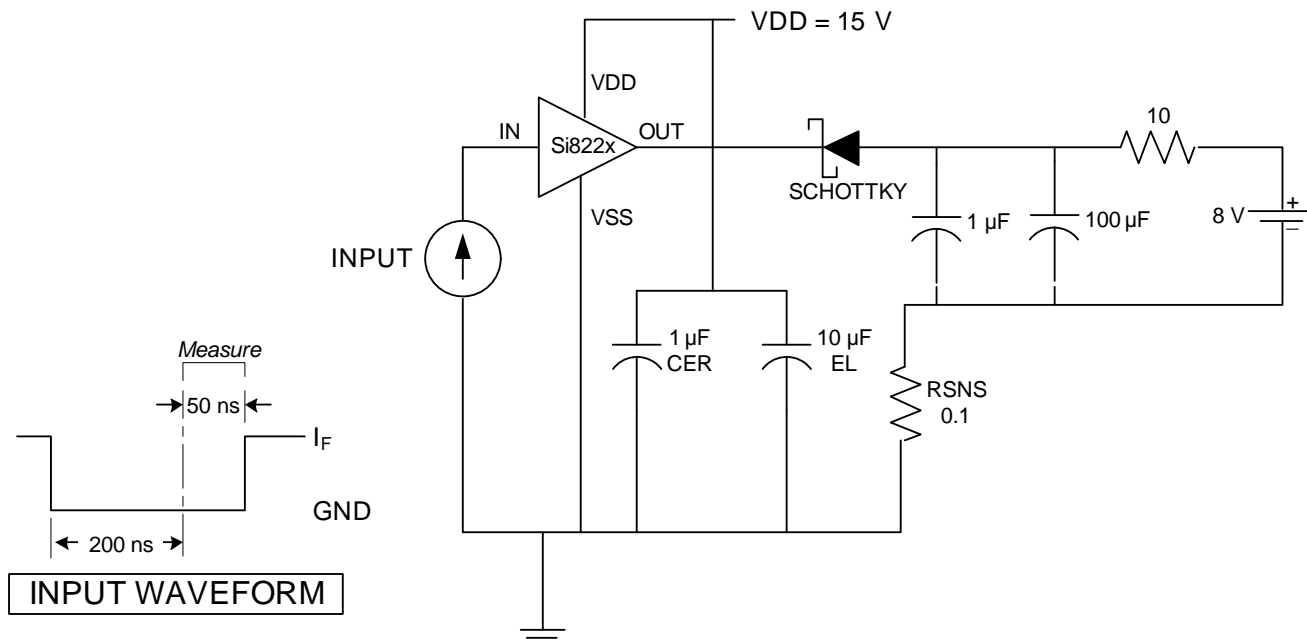 VDD = 15 V
VDD
10
IN
OUT
Si822x
SCHOTTKY
1 µF
100 µF
8 V
+
–
VSS
INPUT
1 µF
CER
10 µF
EL
RSNS
0.1
Measure
50 ns
IF
GND
200 ns
INPUT WAVEFORM